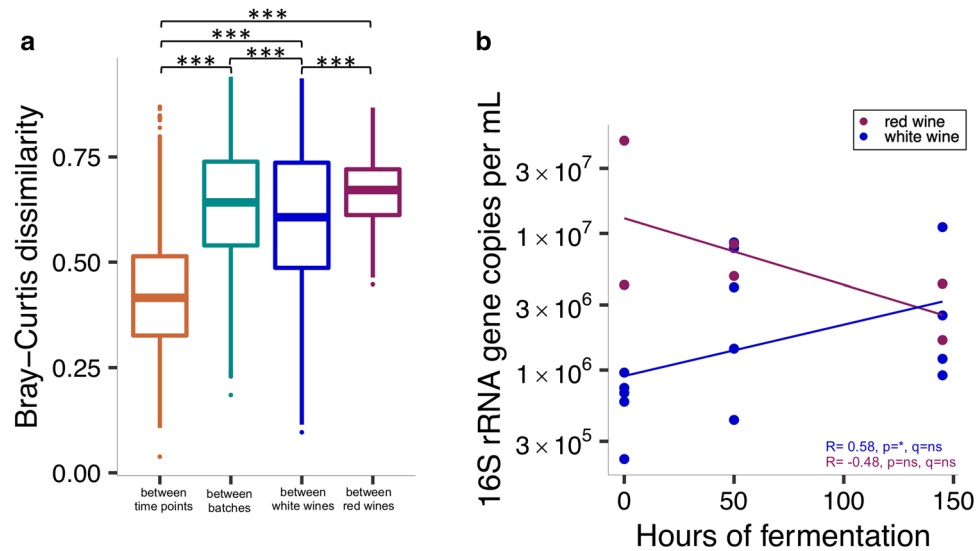 a
***
***
*** *** ***
Bray−Curtis dissimilarity
0.75
0.50
0.25
0.00
between time points
between batches
between white wines
between red wines
b
16S rRNA gene copies per mL
red wine
white wine
3 × 10⁷
1 × 10⁷
3 × 10⁶
1 × 10⁶
3 × 10⁵
R= 0.58, p=*, q=ns
R= -0.48, p=ns, q=ns
0 50 100 150
Hours of fermentation